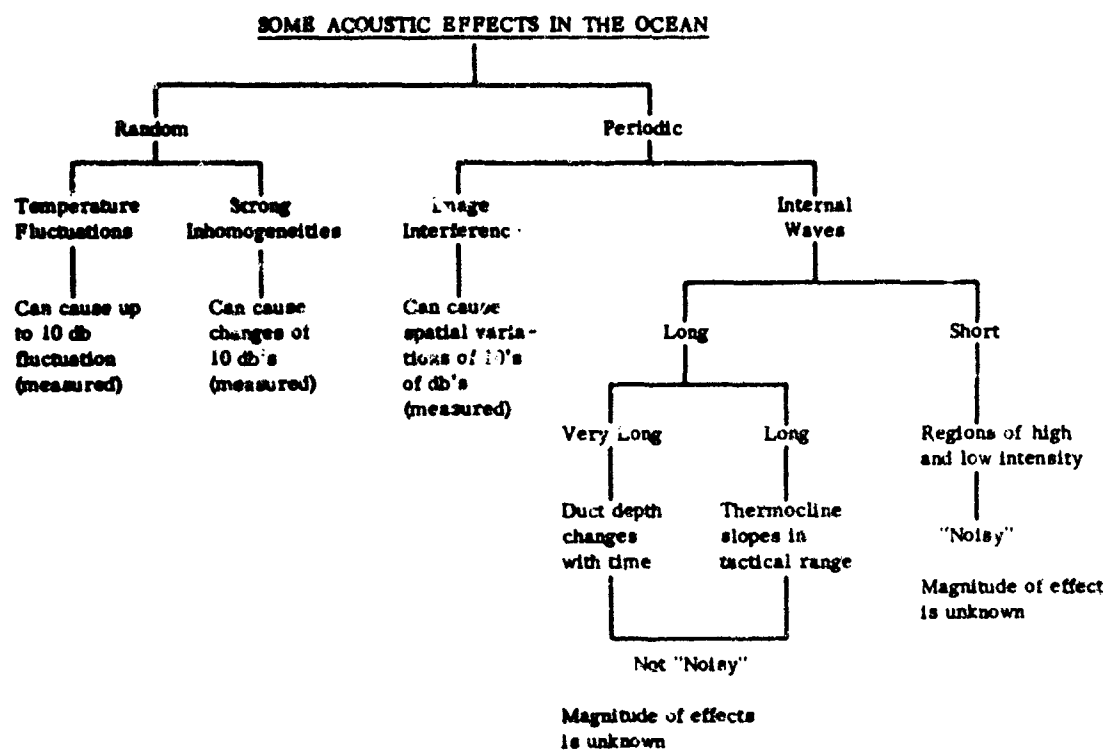 SOME ACOUSTIC EFFECTS IN THE OCEAN
Random
Periodic
Temperature
Fluctuations
Strong
Inhomogeneities
Image
Interferenc
Internal
Waves
Can cause up
to 10 db
fluctuation
(measured)
Can cause
changes of
10 db's
(measured)
Can cause
spatial varia-
tions of 10's
of db's
(measured)
Long
Short
Very Long
Long
Regions of high
and low intensity
Duct depth
changes
with time
Thermocline
slopes in
tactical range
"Noisy"
Magnitude of effect
is unknown
Not "Noisy"
Magnitude of effects
is unknown